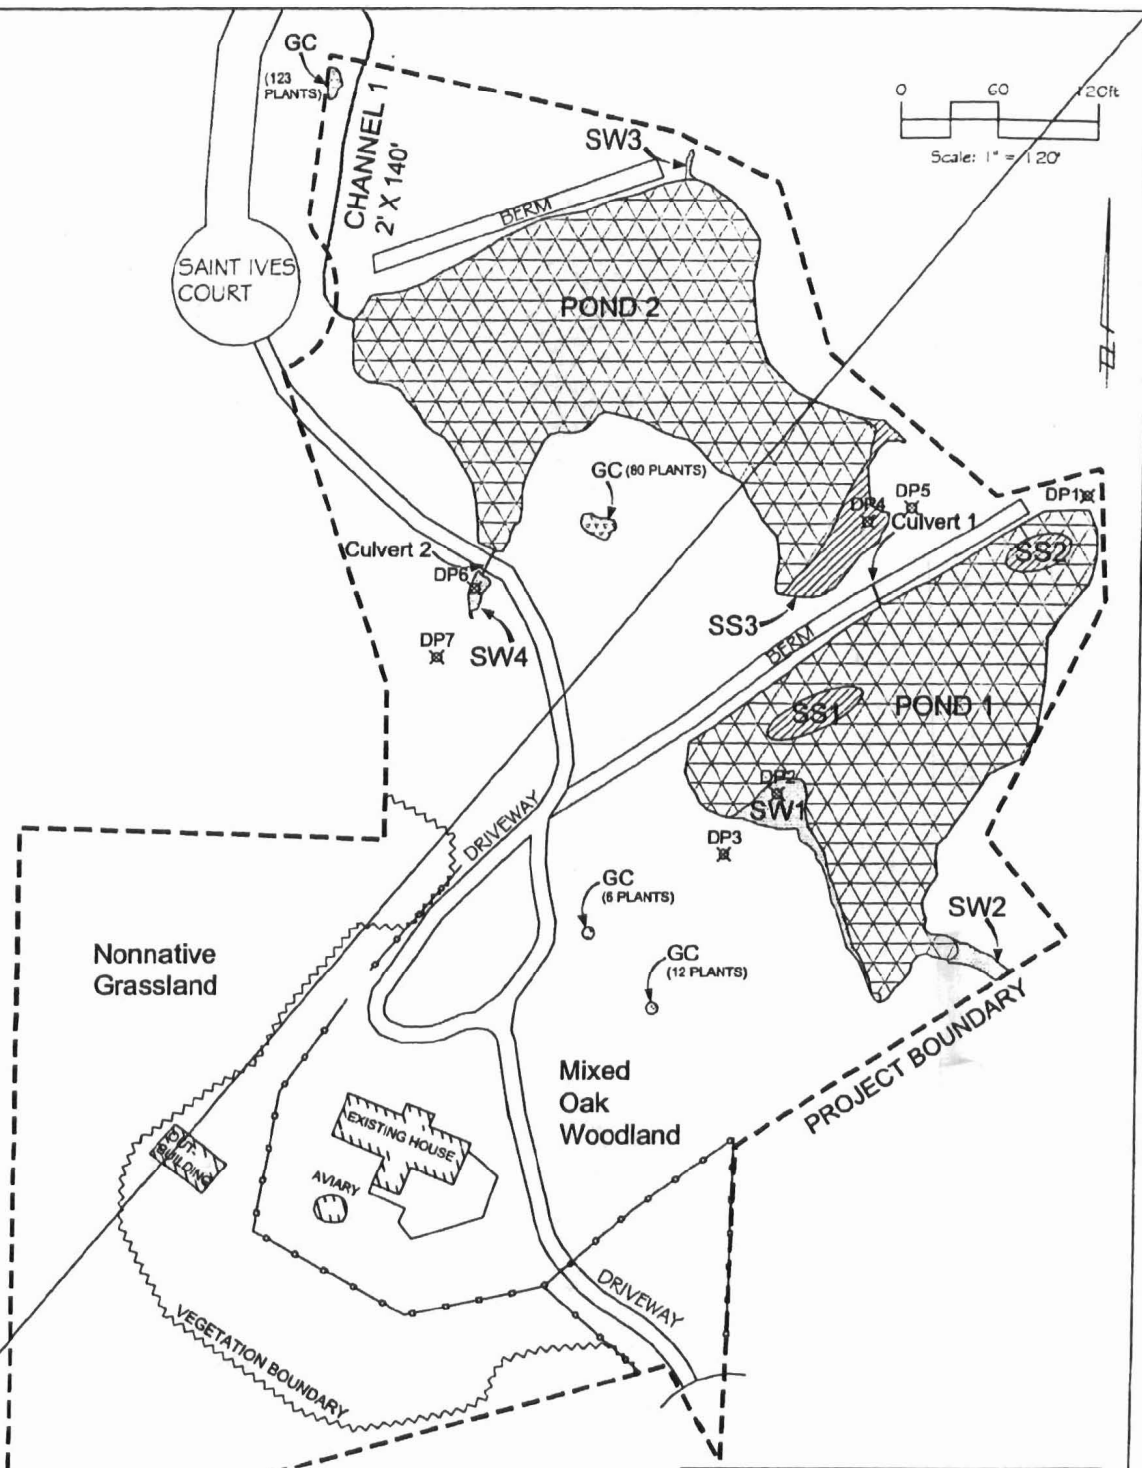 GC
(123
PLANTS)
CHANNEL 1
2' X 140'
0 60 120ft
Scale: 1" = 120'
SW3
BERM
SAINT IVES
COURT
POND 2
GC (80 PLANTS)
DP4
DP5
DP1
Culvert 1
SS2
Culvert 2
DP6
SS3
DP7
SW4
BERM
SS1
POND 1
DP2
SW1
DRIVEWAY
DP3
GC
(6 PLANTS)
SW2
Nonnative
Grassland
GC
(12 PLANTS)
PROJECT BOUNDARY
Mixed
Oak
Woodland
EXISTING HOUSE
OUT-
BUILDING
AVIARY
DRIVEWAY
VEGETATION BOUNDARY